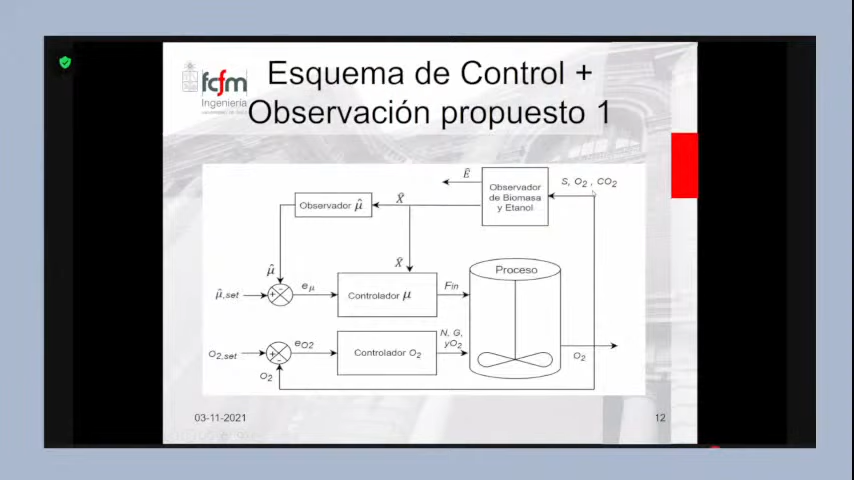 fcfm
Ingeniería
Esquema de Control +
Observación propuesto 1
Ê
Observador
de Biomasa
y Etanol
S, O2 , CO2
Observador μ̂
X̂
X̂
μ̂
μ̂,set
eμ
Controlador μ
Fin
Proceso
O2,set
eO2
Controlador O2
N, G,
yO2
O2
O2
03-11-2021
12